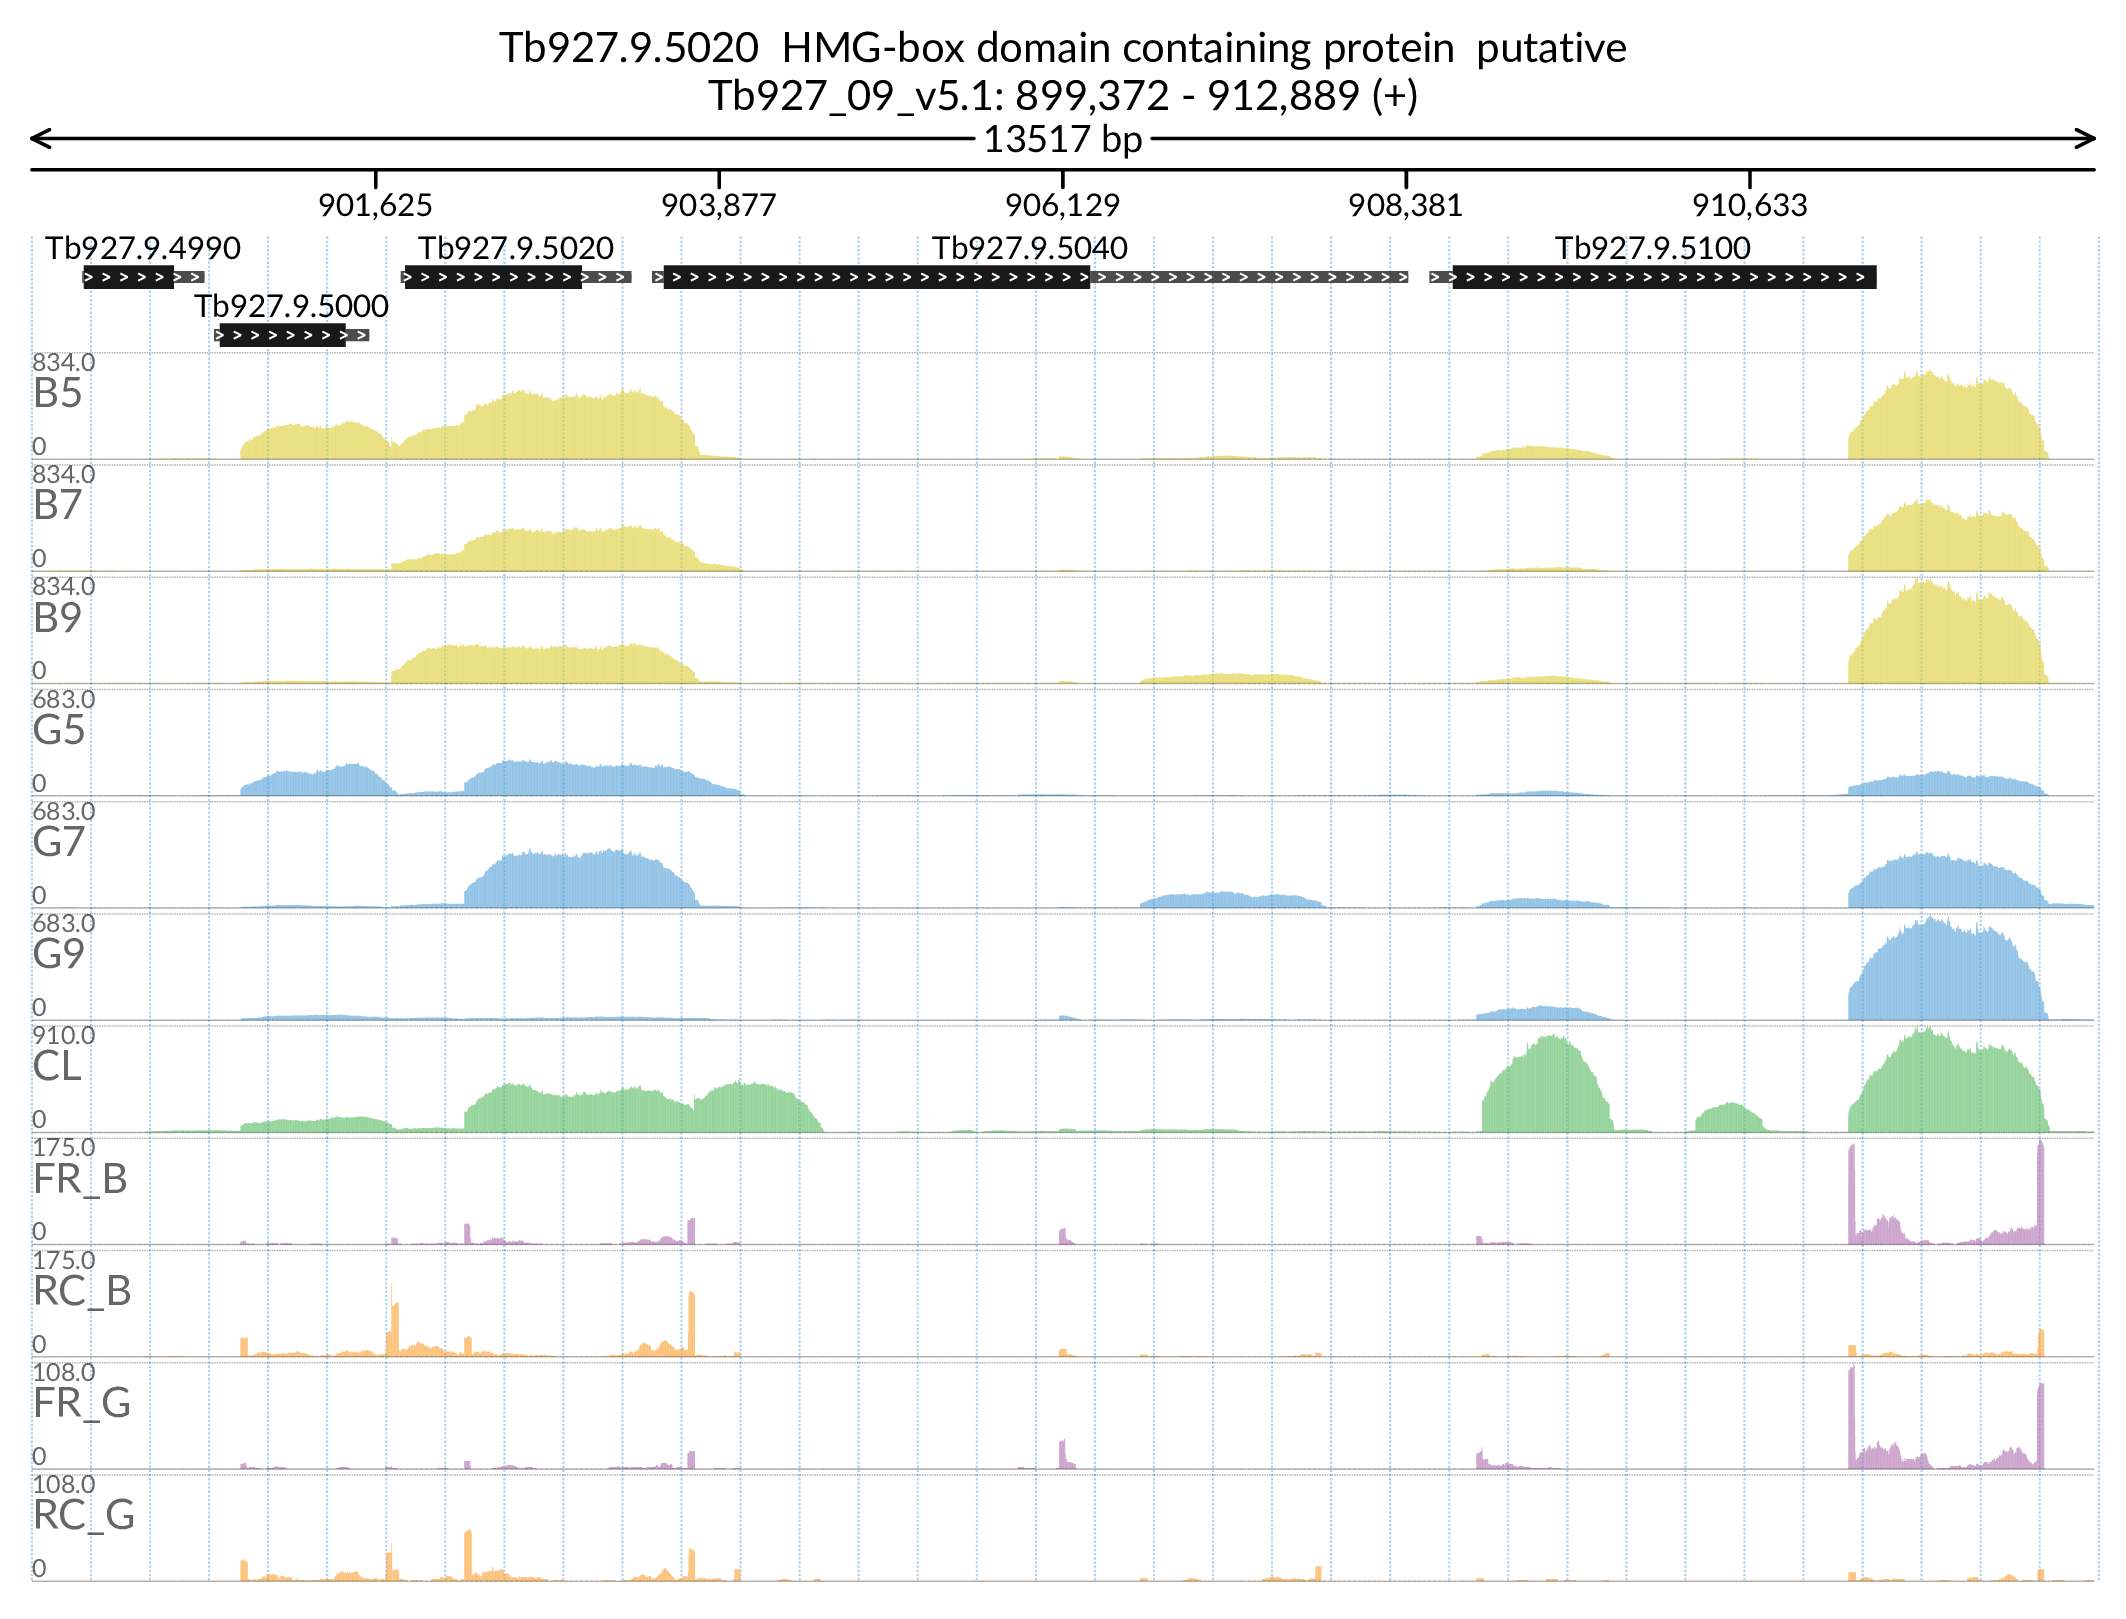 Tb927.9.5020  HMG-box domain containing protein  putative
Tb927_09_v5.1: 899,372 - 912,889 (+)
13517 bp
901,625 903,877 906,129 908,381 910,633
Tb927.9.4990 Tb927.9.5020 Tb927.9.5040 Tb927.9.5100
Tb927.9.5000
834.0
B5
0
834.0
B7
0
834.0
B9
0
683.0
G5
0
683.0
G7
0
683.0
G9
0
910.0
CL
0
175.0
FR_B
0
175.0
RC_B
0
108.0
FR_G
0
108.0
RC_G
0